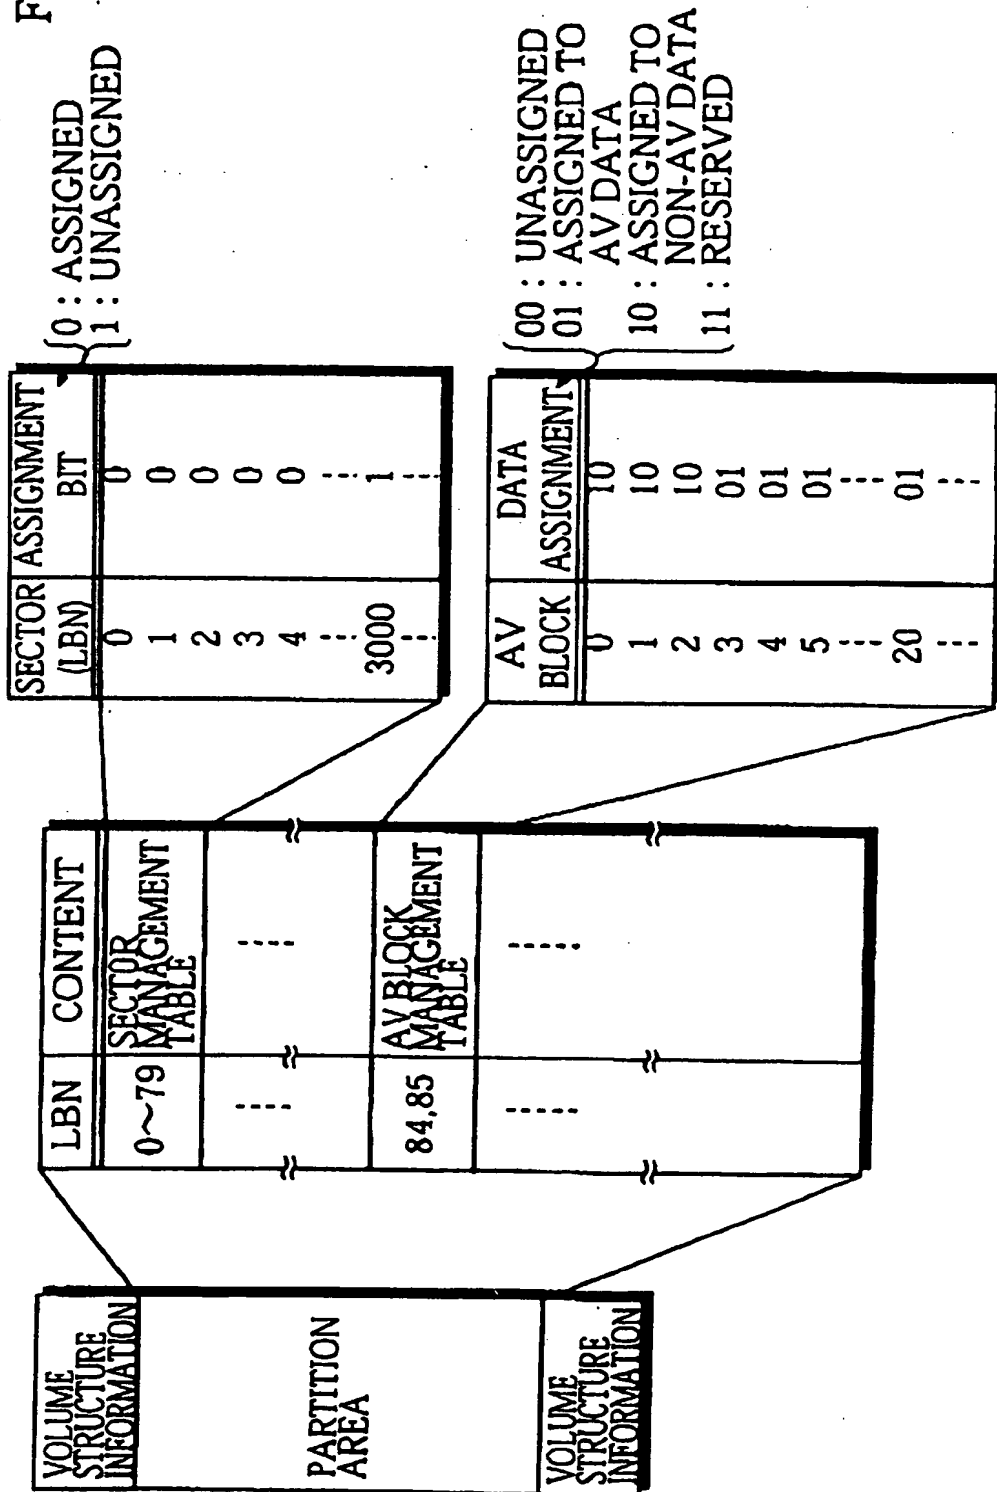 F
VOLUME
STRUCTURE
INFORMATION
PARTITION
AREA
VOLUME
STRUCTURE
INFORMATION
LBN CONTENT
0~79 SECTOR
MANAGEMENT
TABLE
84,85 AV BLOCK
MANAGEMENT
TABLE
SECTOR ASSIGNMENT
(LBN) BIT
0 0
1 0
2 0
3 0
4 0
3000 1
0 : ASSIGNED
1 : UNASSIGNED
AV DATA
BLOCK ASSIGNMENT
0 10
1 10
2 10
3 01
4 01
5 01
20 01
00 : UNASSIGNED
01 : ASSIGNED TO
AV DATA
10 : ASSIGNED TO
NON-AV DATA
11 : RESERVED